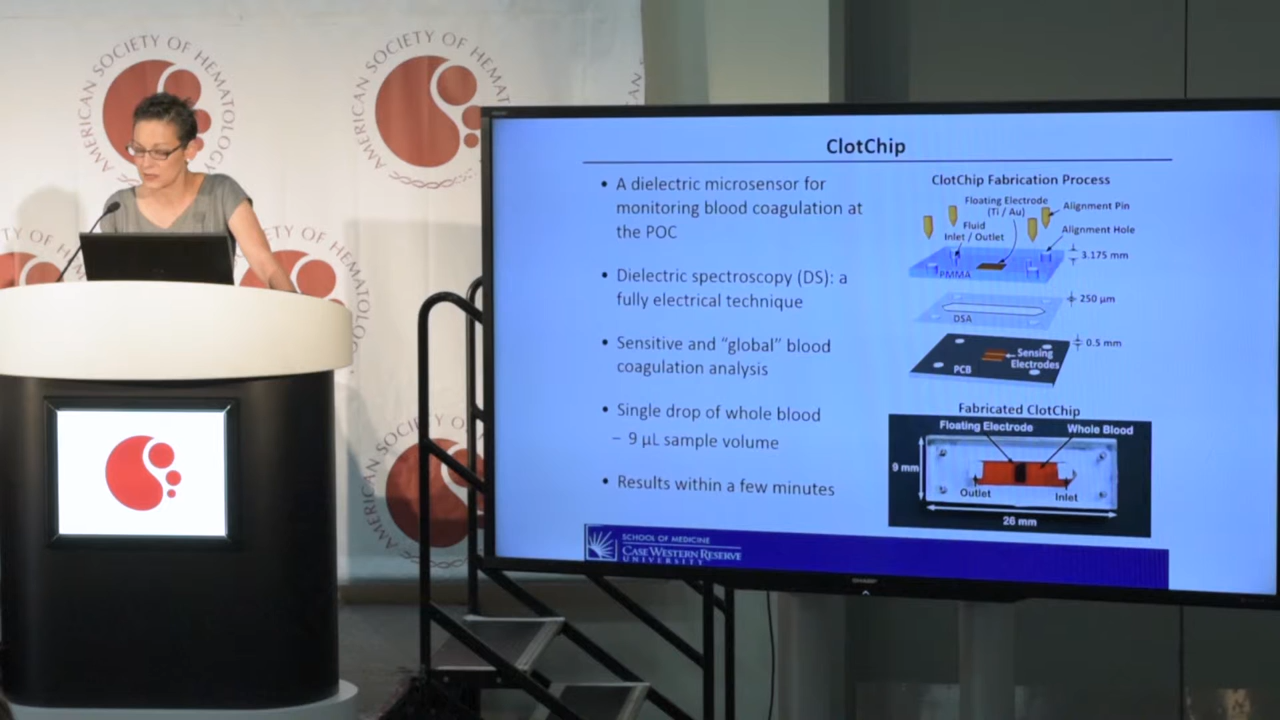 AMERICAN SOCIETY OF HEMATOLOGY
AMERICAN SOCIETY OF HEMATOLOGY
ClotChip
• A dielectric microsensor for
monitoring blood coagulation at
the POC
• Dielectric spectroscopy (DS): a
fully electrical technique
• Sensitive and “global” blood
coagulation analysis
• Single drop of whole blood
– 9 µL sample volume
• Results within a few minutes
ClotChip Fabrication Process
Floating Electrode
(Ti / Au)
Alignment Pin
Fluid
Inlet / Outlet
Alignment Hole
3.175 mm
PMMA
250 µm
DSA
0.5 mm
Sensing
Electrodes
PCB
Fabricated ClotChip
Floating Electrode
Whole Blood
9 mm
Outlet
Inlet
26 mm
SCHOOL OF MEDICINE
CASE WESTERN RESERVE
UNIVERSITY
SHARP